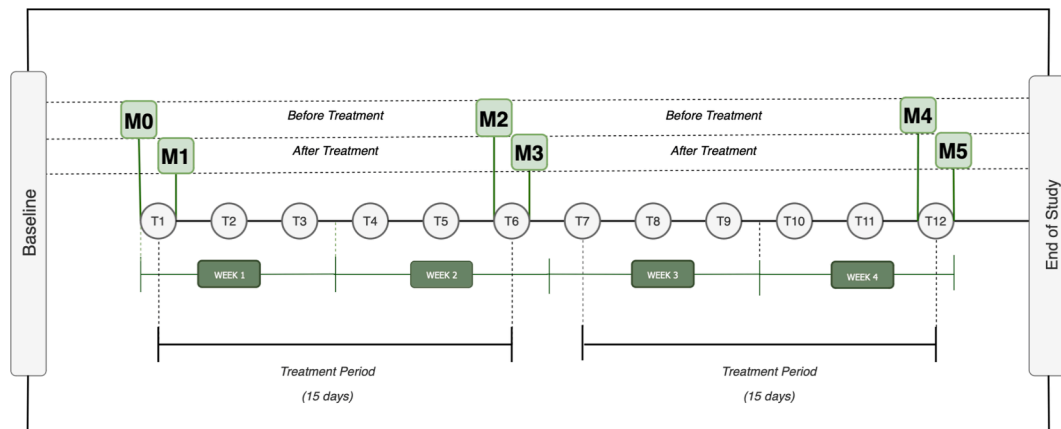 Baseline
M0
M2
M4
Before Treatment
Before Treatment
M1
M3
M5
After Treatment
After Treatment
T1
T2
T3
T4
T5
T6
T7
T8
T9
T10
T11
T12
WEEK 1
WEEK 2
WEEK 3
WEEK 4
Treatment Period
(15 days)
Treatment Period
(15 days)
End of Study